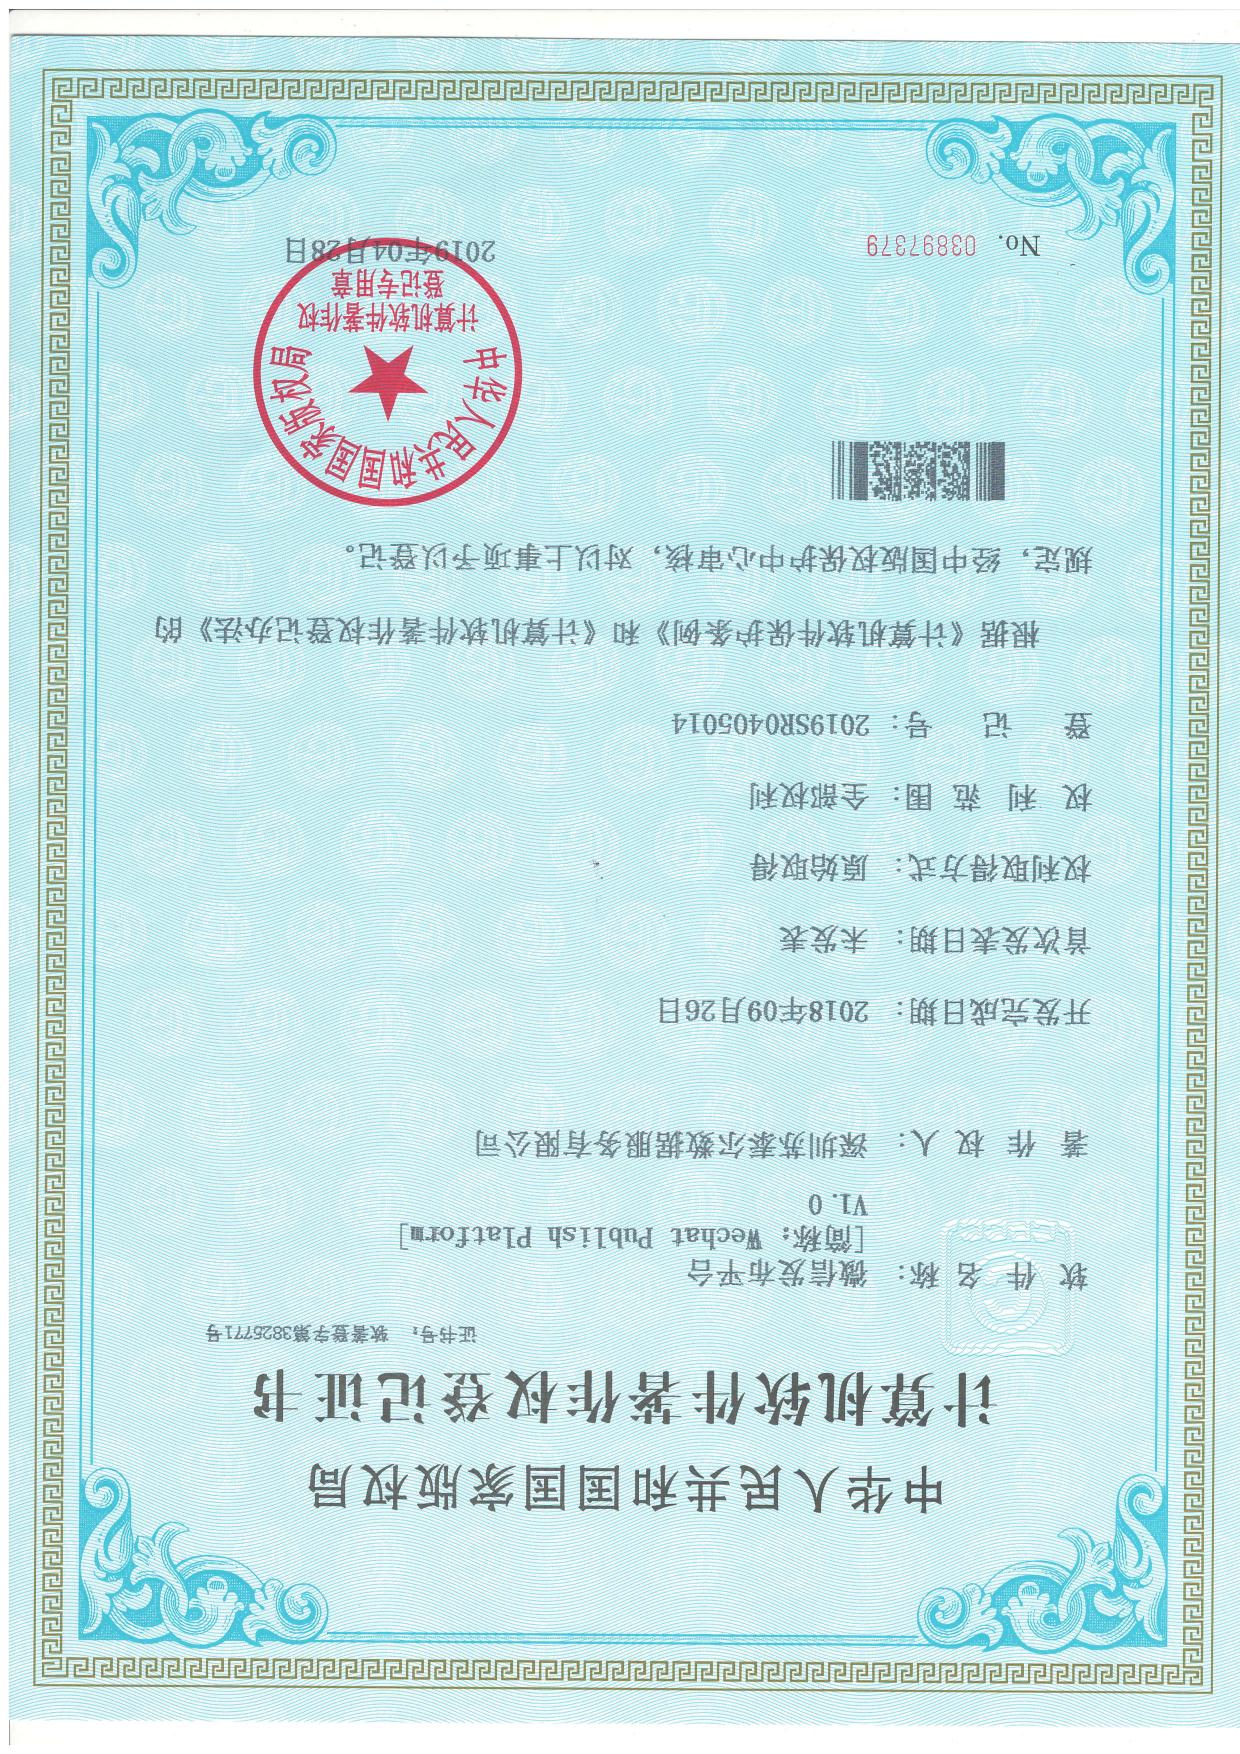 中华人民共和国国家版权局
计算机软件著作权登记证书
证书号： 软著登字第3825771号
软件名称： 微信发布平台
[简称：Wechat Publish Platform]
V1.0
著作权人： 深圳苏泰尔数据服务有限公司
开发完成日期： 2018年09月26日
首次发表日期： 未发表
权利取得方式： 原始取得
权利范围： 全部权利
登记号： 2019SR0405014
根据《计算机软件保护条例》和《计算机软件著作权登记办法》的
规定，经中国版权保护中心审核，对以上事项予以登记。
中华人民共和国国家版权局
计算机软件著作权
登记专用章
No. 03897379
2019年04月28日